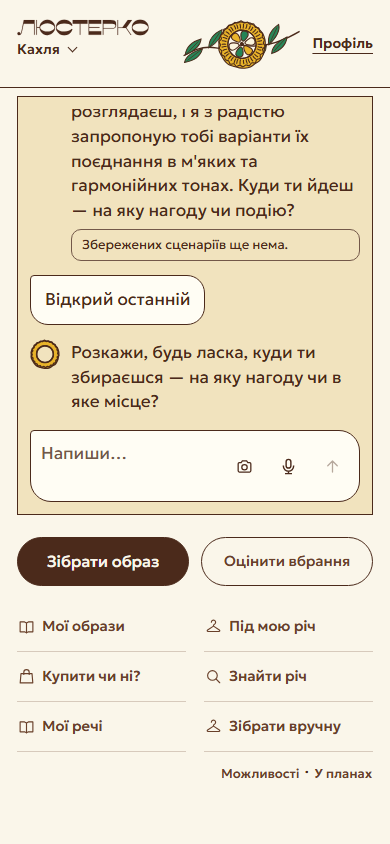 ЛЮСТЕРКО
Кахля
Профіль
розглядаєш, і я з радістю
запропоную тобі варіанти їх
поєднання в м'яких та
гармонійних тонах. Куди ти йдеш
— на яку нагоду чи подію?
Збережених сценаріїв ще нема.
Відкрий останній
Розкажи, будь ласка, куди ти
збираєшся — на яку нагоду чи в
яке місце?
Напиши...
Зібрати образ
Оцінити вбрання
Мої образи
Під мою річ
Купити чи ні?
Знайти річ
Мої речі
Зібрати вручну
Можливості · У планах